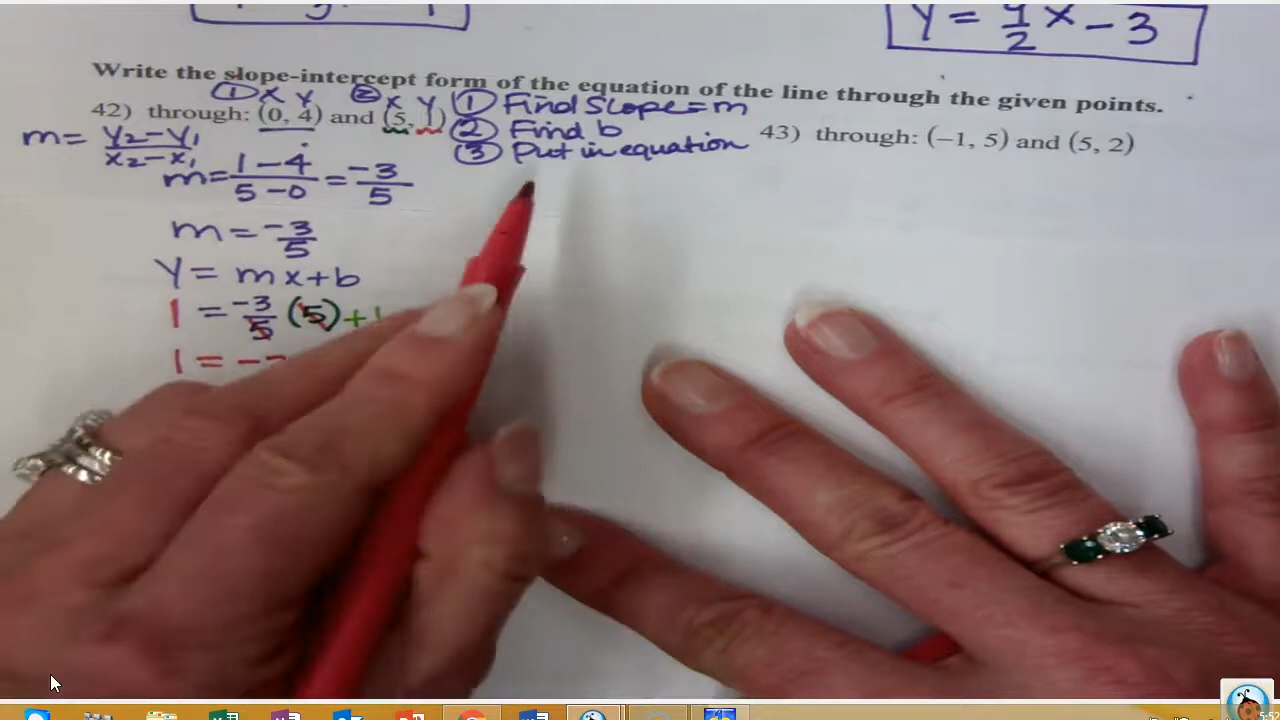 y = 1/2 x - 3
Write the slope-intercept form of the equation of the line through the given points.
① X Y ② X Y
42) through: (0, 4) and (5, 1)
① Find Slope = m
② Find b
③ Put in equation
43) through: (-1, 5) and (5, 2)
m = y₂-y₁ / x₂-x₁
m = 1-4 / 5-0 = -3/5
m = -3/5
y = mx+b
1 = -3/5 (5) +
1 = -